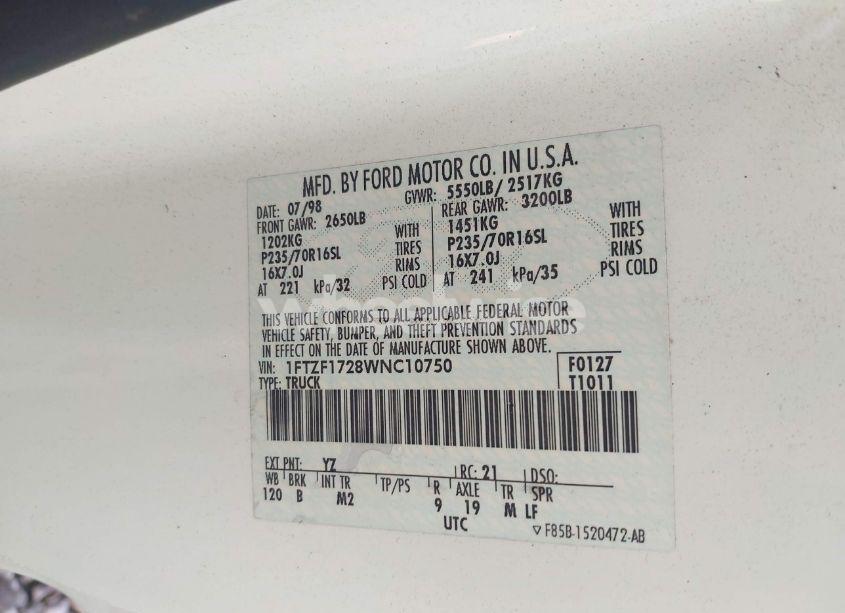 MFD. BY FORD MOTOR CO. IN U.S.A.
DATE: 07/98 GVWR: 5550LB/ 2517KG
FRONT GAWR: 2650LB REAR GAWR: 3200LB
1202KG WITH 1451KG WITH
P235/70R16SL TIRES P235/70R16SL TIRES
16X7.0J RIMS 16X7.0J RIMS
AT 221 kPa/32 PSI COLD AT 241 kPa/35 PSI COLD
THIS VEHICLE CONFORMS TO ALL APPLICABLE FEDERAL MOTOR
VEHICLE SAFETY, BUMPER, AND THEFT PREVENTION STANDARDS
IN EFFECT ON THE DATE OF MANUFACTURE SHOWN ABOVE.
VIN: 1FTZF1728WNC10750 F0127
TYPE: TRUCK T1011
EXT PNT: YZ RC: 21 DSO:
WB BRK INT TR TP/PS R AXLE TR SPR
120 B M2 9 19 M LF
UTC
F85B-1520472-AB